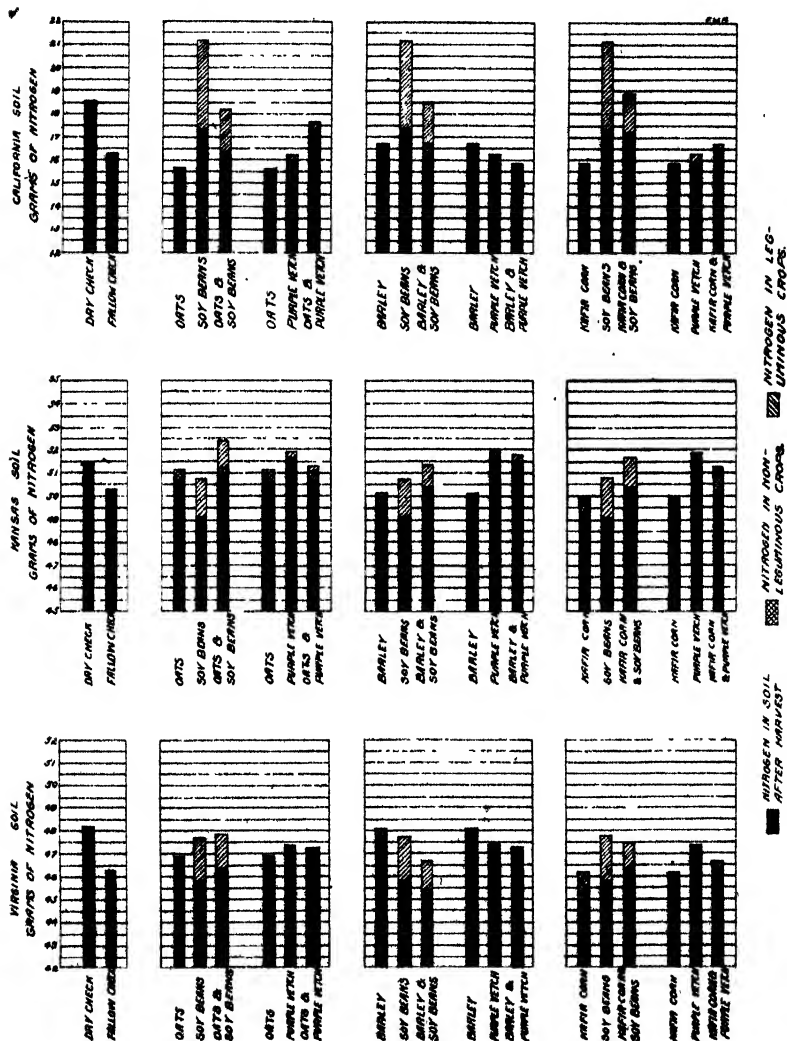 CALIFORNIA SOIL
GRAMS OF NITROGEN
DRY CHECK
FALLOW CHECK
OATS
SOY BEANS
OATS &
SOY BEANS
OATS
PURPLE VETCH
OATS &
PURPLE VETCH
BARLEY
SOY BEANS
BARLEY &
SOY BEANS
BARLEY
PURPLE VETCH
BARLEY &
PURPLE VETCH
KAFIR CORN
SOY BEANS
KAFIR CORN &
SOY BEANS
KAFIR CORN
PURPLE VETCH
KAFIR CORN &
PURPLE VETCH
KANSAS SOIL
GRAMS OF NITROGEN
DRY CHECK
FALLOW CHECK
OATS
SOY BEANS
OATS &
SOY BEANS
OATS
PURPLE VETCH
OATS &
PURPLE VETCH
BARLEY
SOY BEANS
BARLEY &
SOY BEANS
BARLEY
PURPLE VETCH
BARLEY &
PURPLE VETCH
KAFIR CORN
SOY BEANS
KAFIR CORN
& SOY BEANS
KAFIR CORN
PURPLE VETCH
KAFIR CORN
& PURPLE VETCH
VIRGINIA SOIL
GRAMS OF NITROGEN
DRY CHECK
FALLOW CHECK
OATS
SOY BEANS
OATS &
SOY BEANS
OATS
PURPLE VETCH
OATS &
PURPLE VETCH
BARLEY
SOY BEANS
BARLEY &
SOY BEANS
BARLEY
PURPLE VETCH
BARLEY &
PURPLE VETCH
KAFIR CORN
SOY BEANS
KAFIR CORN &
SOY BEANS
KAFIR CORN
PURPLE VETCH
KAFIR CORN &
PURPLE VETCH
NITROGEN IN SOIL
AFTER HARVEST
NITROGEN IN NON-
LEGUMINOUS CROPS.
NITROGEN IN LEG-
UMINOUS CROPS.